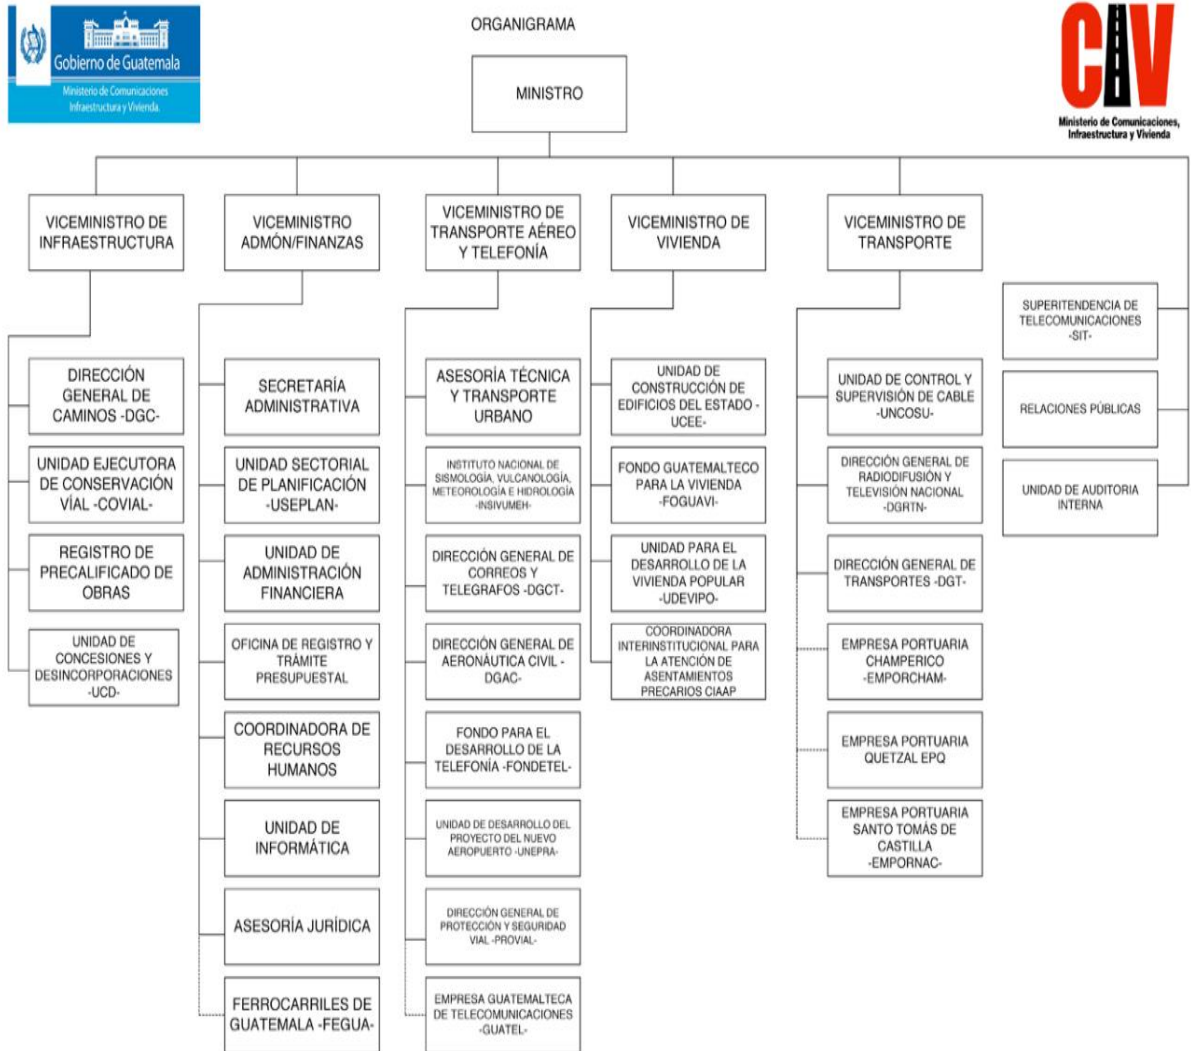 ORGANIGRAMA
Gobierno de Guatemala
Ministerio de Comunicaciones
Infraestructura y Vivienda.
CIV
Ministerio de Comunicaciones,
Infraestructura y Vivienda
MINISTRO
VICEMINISTRO DE
INFRAESTRUCTURA
VICEMINISTRO
ADMÓN/FINANZAS
VICEMINISTRO DE
TRANSPORTE AÉREO
Y TELEFONÍA
VICEMINISTRO DE
VIVIENDA
VICEMINISTRO DE
TRANSPORTE
SUPERITENDENCIA DE
TELECOMUNICACIONES
-SIT-
RELACIONES PÚBLICAS
UNIDAD DE AUDITORIA
INTERNA
DIRECCIÓN
GENERAL DE
CAMINOS -DGC-
UNIDAD EJECUTORA
DE CONSERVACIÓN
VÍAL -COVIAL-
REGISTRO DE
PRECALIFICADO DE
OBRAS
UNIDAD DE
CONCESIONES Y
DESINCORPORACIONES
-UCD-
SECRETARÍA
ADMINISTRATIVA
UNIDAD SECTORIAL
DE PLANIFICACIÓN
-USEPLAN-
UNIDAD DE
ADMINISTRACIÓN
FINANCIERA
OFICINA DE REGISTRO Y
TRÁMITE
PRESUPUESTAL
COORDINADORA DE
RECURSOS
HUMANOS
UNIDAD DE
INFORMÁTICA
ASESORÍA JURÍDICA
FERROCARRILES DE
GUATEMALA -FEGUA-
ASESORÍA TÉCNICA
Y TRANSPORTE
URBANO
INSTITUTO NACIONAL DE
SISMOLOGÍA, VULCANOLOGÍA,
METEOROLOGÍA E HIDROLOGÍA
-INSIVUMEH-
DIRECCIÓN GENERAL DE
CORREOS Y
TELEGRAFOS -DGCT-
DIRECCIÓN GENERAL DE
AERONÁUTICA CIVIL -
DGAC-
FONDO PARA EL
DESARROLLO DE LA
TELEFONÍA -FONDETEL-
UNIDAD DE DESARROLLO DEL
PROYECTO DEL NUEVO
AEROPUERTO -UNEPRA-
DIRECCIÓN GENERAL DE
PROTECCIÓN Y SEGURIDAD
VIAL -PROVIAL-
EMPRESA GUATEMALTECA
DE TELECOMUNICACIONES
-GUATEL-
UNIDAD DE
CONSTRUCCIÓN DE
EDIFICIOS DEL ESTADO -
UCEE-
FONDO GUATEMALTECO
PARA LA VIVIENDA
-FOGUAVI-
UNIDAD PARA EL
DESARROLLO DE LA
VIVIENDA POPULAR
-UDEVIPO-
COORDINADORA
INTERINSTITUCIONAL PARA
LA ATENCIÓN DE
ASENTAMIENTOS
PRECARIOS CIAAP
UNIDAD DE CONTROL Y
SUPERVISIÓN DE CABLE
-UNCOSU-
DIRECCIÓN GENERAL DE
RADIODIFUSIÓN Y
TELEVISIÓN NACIONAL
-DGRTN-
DIRECCIÓN GENERAL DE
TRANSPORTES -DGT-
EMPRESA PORTUARIA
CHAMPERICO
-EMPORCHAM-
EMPRESA PORTUARIA
QUETZAL EPQ
EMPRESA PORTUARIA
SANTO TOMÁS DE
CASTILLA
-EMPORNAC-